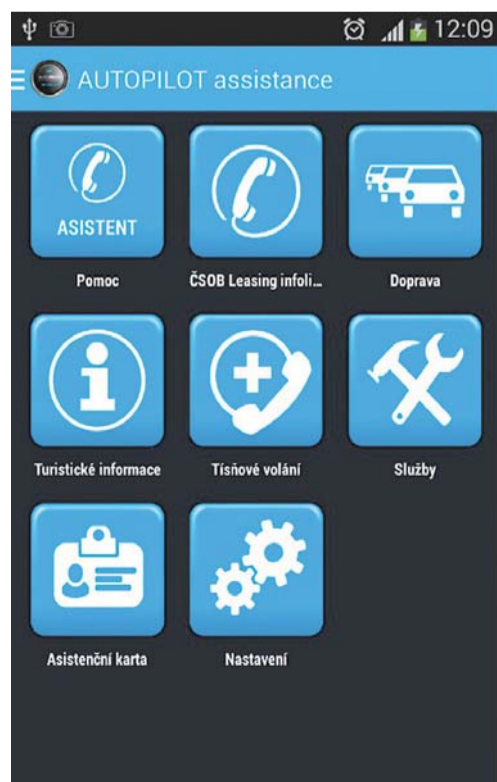 12:09
AUTOPILOT assistance
ASISTENT
Pomoc
ČSOB Leasing infoli...
Doprava
Turistické informace
Tísňové volání
Služby
Asistenční karta
Nastavení